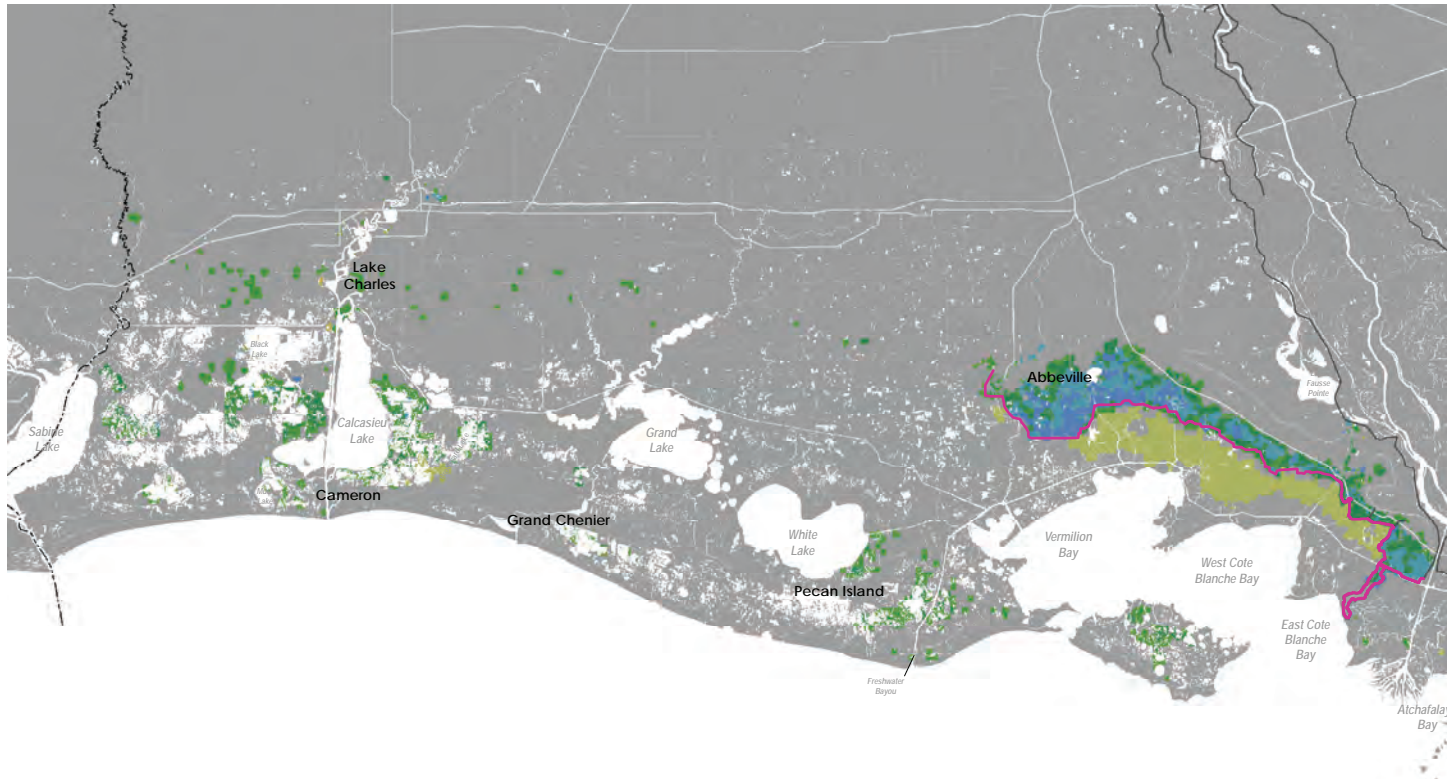 Lake
Charles
Black
Lake
Sabine
Lake
Calcasieu
Lake
Cameron
Grand
Lake
Grand Chenier
White
Lake
Pecan Island
Freshwater
Bayou
Abbeville
Fausse
Pointe
Vermilion
Bay
West Cote
Blanche Bay
East Cote
Blanche
Bay
Atchafalay
Bay